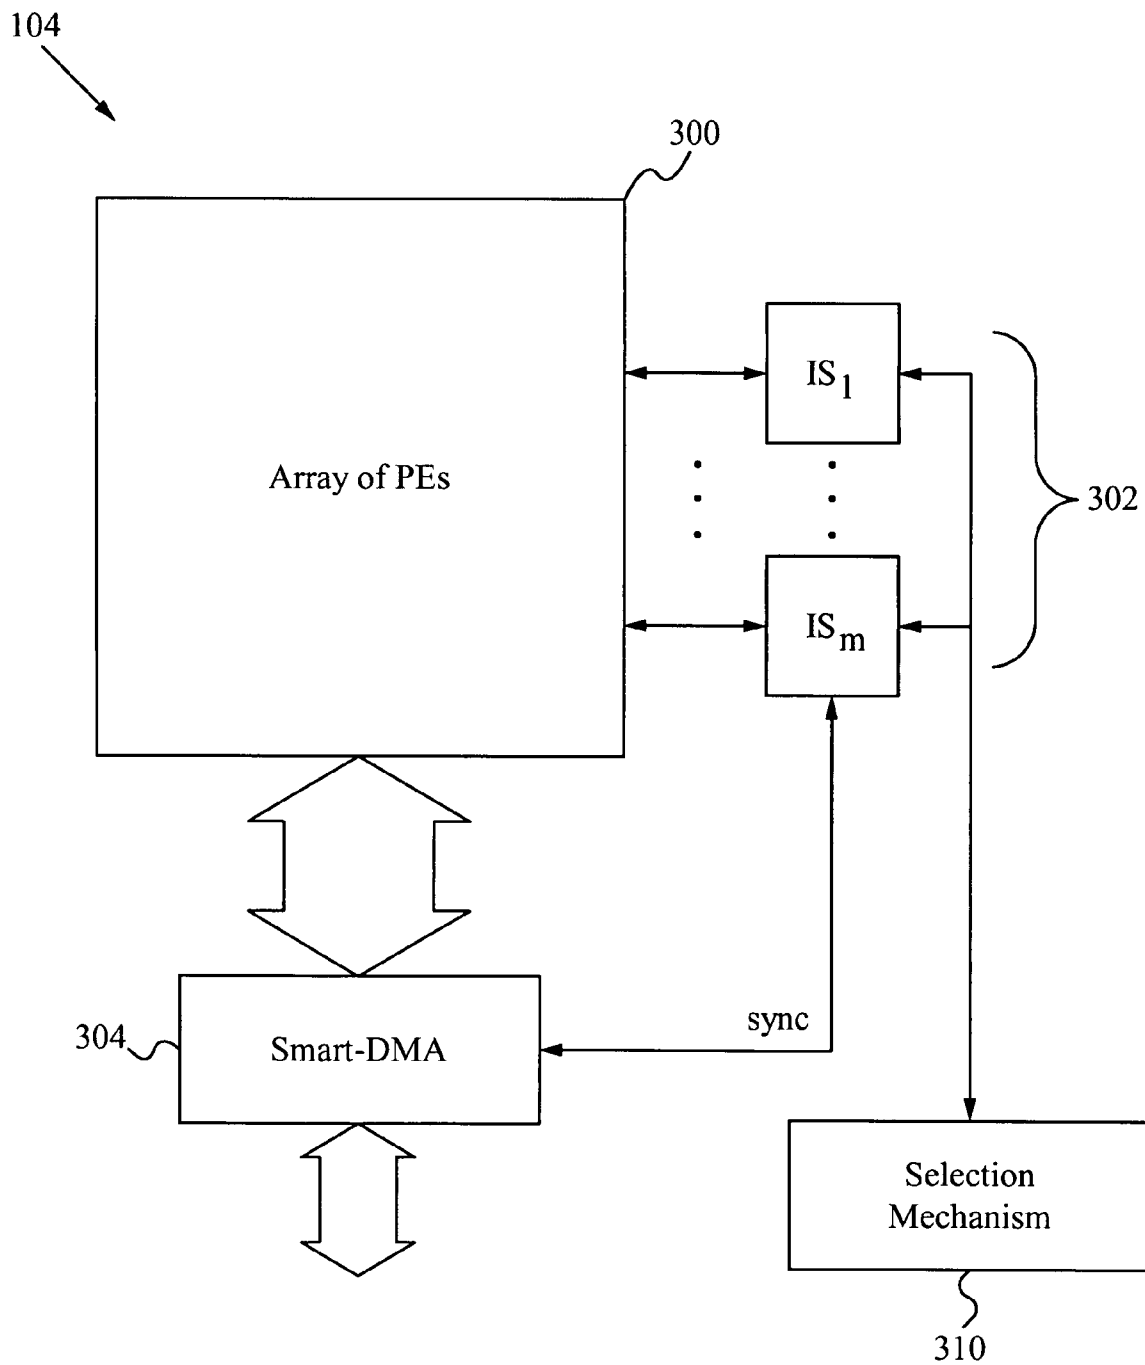 104
300
IS1
Array of PEs
302
ISm
sync
304
Smart-DMA
Selection
Mechanism
310